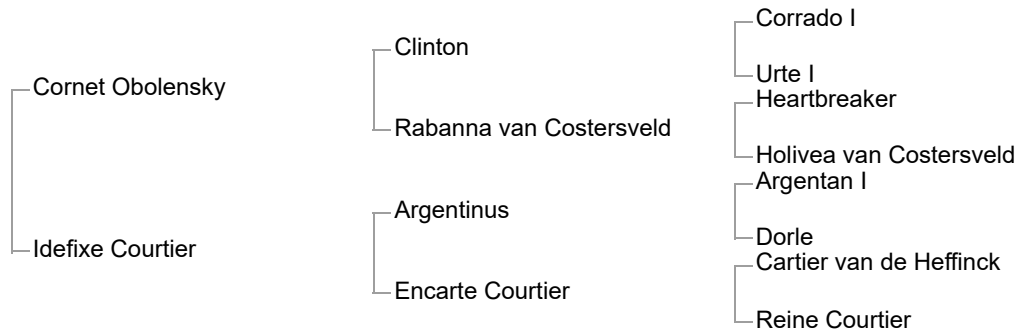 Corrado I
Clinton
Urte I
Cornet Obolensky
Heartbreaker
Rabanna van Costersveld
Holivea van Costersveld
Argentan I
Argentinus
Dorle
Idefixe Courtier
Cartier van de Heffinck
Encarte Courtier
Reine Courtier